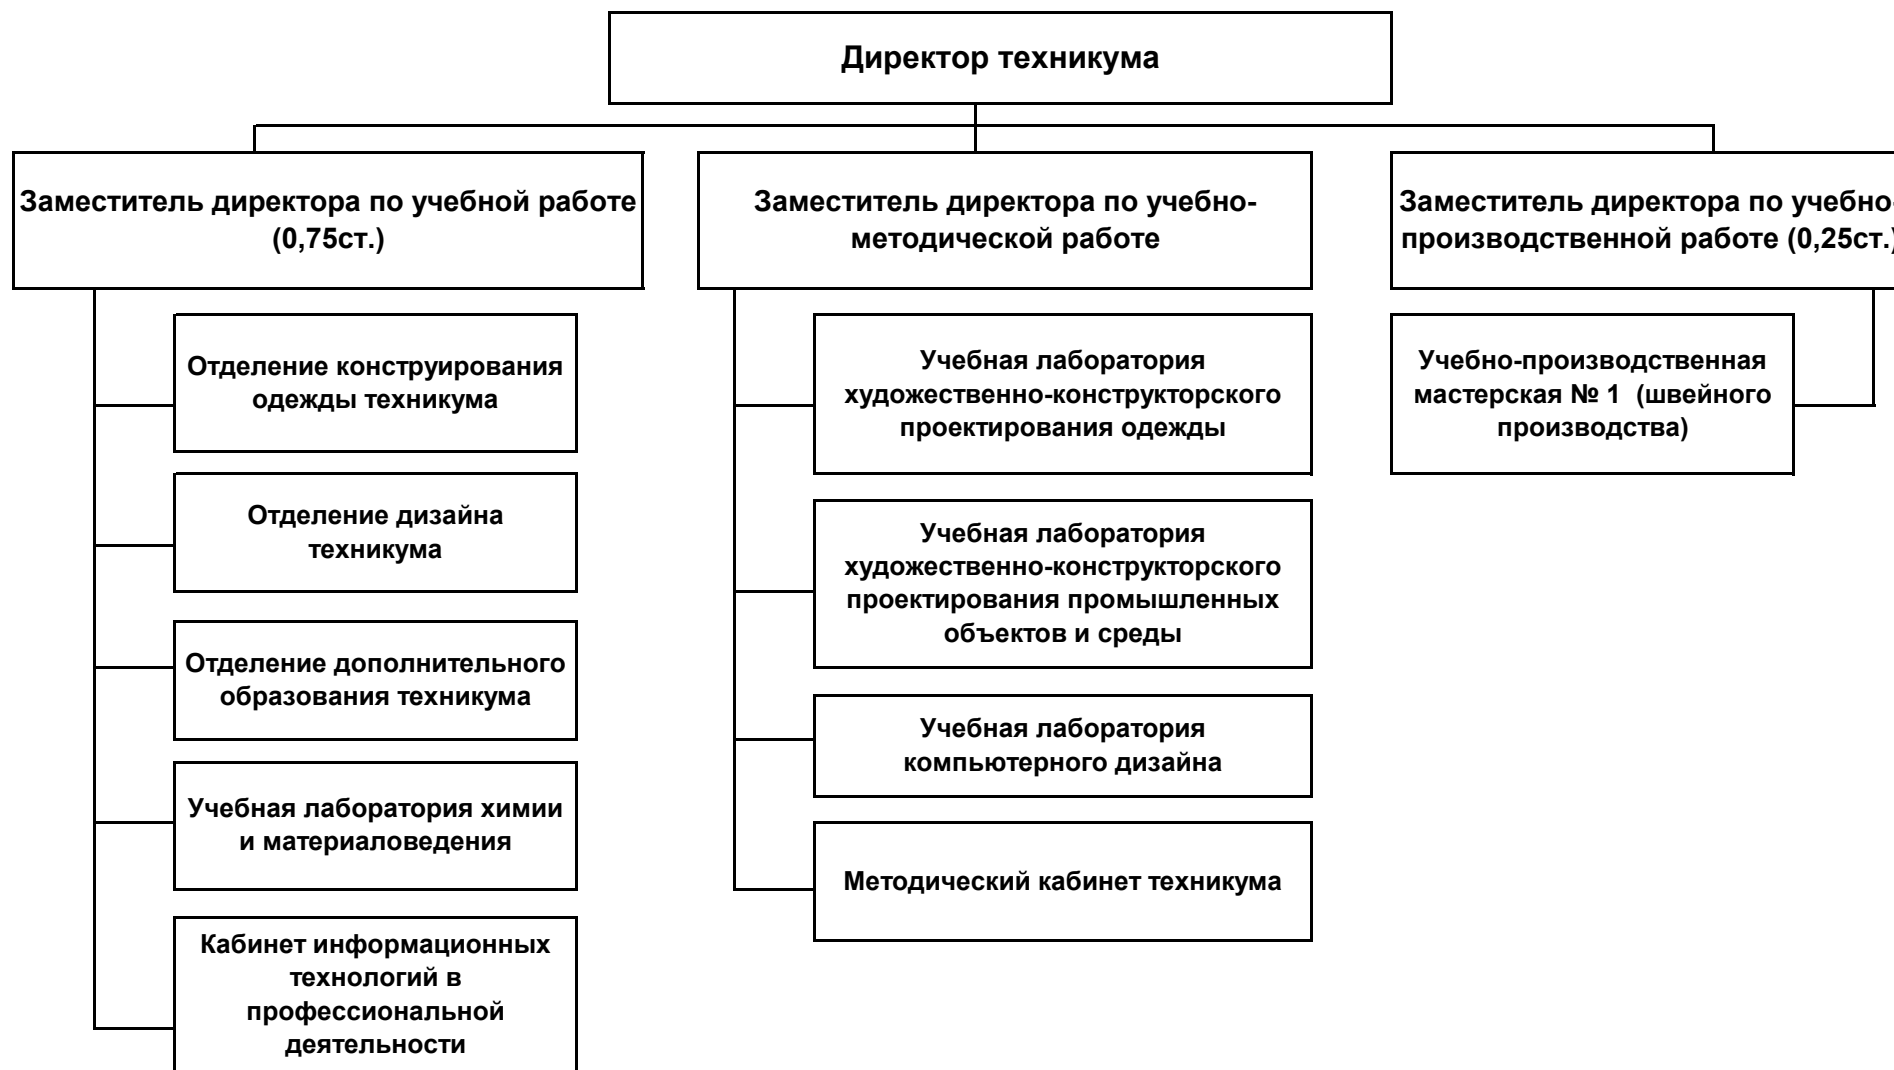 Директор техникума
Заместитель директора по учебной работе
(0,75ст.)
Заместитель директора по учебно-
методической работе
Заместитель директора по учебно-
производственной работе (0,25ст.)
Отделение конструирования
одежды техникума
Отделение дизайна
техникума
Отделение дополнительного
образования техникума
Учебная лаборатория химии
и материаловедения
Кабинет информационных
технологий в
профессиональной
деятельности
Учебная лаборатория
художественно-конструкторского
проектирования одежды
Учебная лаборатория
художественно-конструкторского
проектирования промышленных
объектов и среды
Учебная лаборатория
компьютерного дизайна
Методический кабинет техникума
Учебно-производственная
мастерская № 1 (швейного
производства)